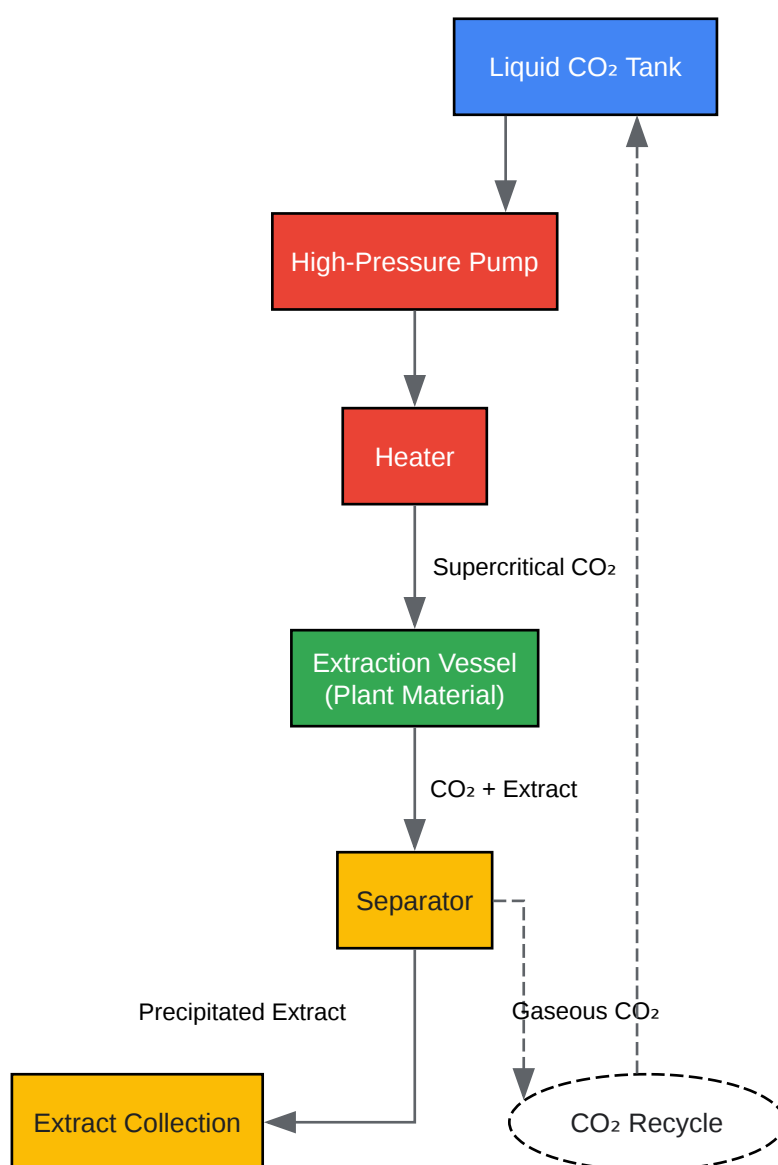 Liquid CO₂ Tank
High-Pressure Pump
Heater
Supercritical CO₂
Extraction Vessel
(Plant Material)
CO₂ + Extract
Separator
Precipitated Extract
Gaseous CO₂
Extract Collection
CO₂ Recycle